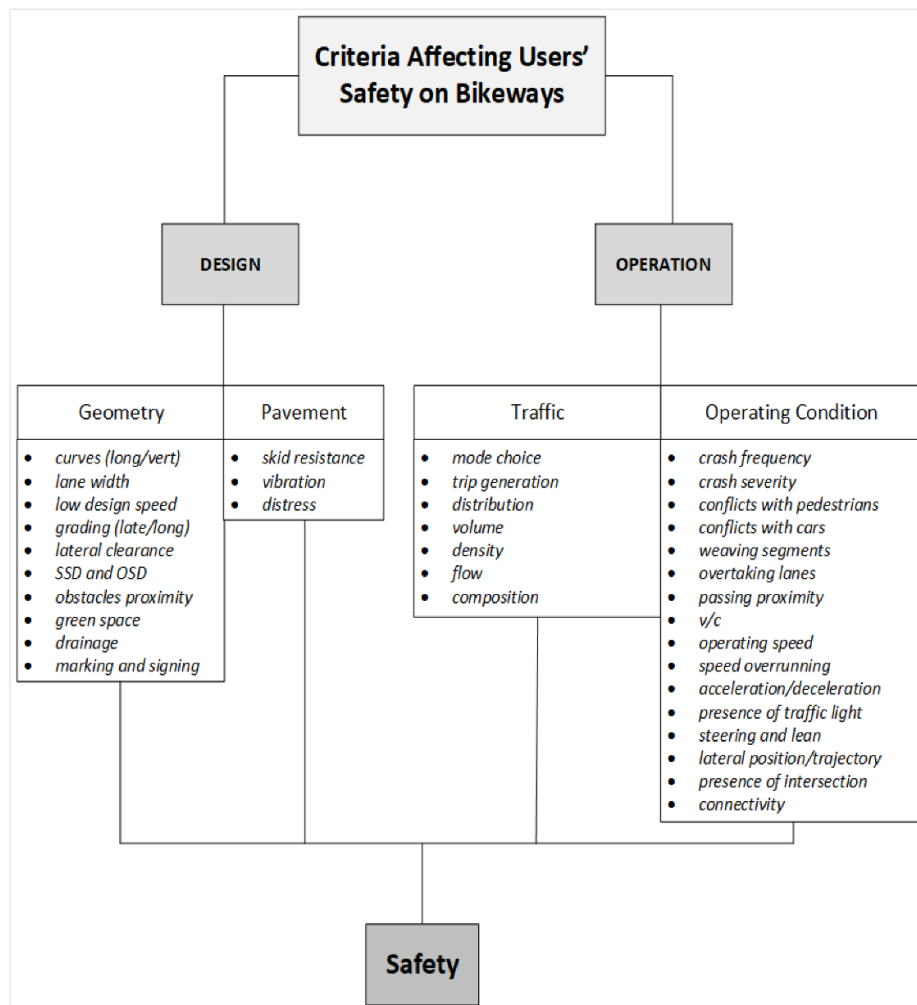 Criteria Affecting Users'
Safety on Bikeways
DESIGN
OPERATION
Geometry
• curves (long/vert)
• lane width
• low design speed
• grading (late/long)
• lateral clearance
• SSD and OSD
• obstacles proximity
• green space
• drainage
• marking and signing
Pavement
• skid resistance
• vibration
• distress
Traffic
• mode choice
• trip generation
• distribution
• volume
• density
• flow
• composition
Operating Condition
• crash frequency
• crash severity
• conflicts with pedestrians
• conflicts with cars
• weaving segments
• overtaking lanes
• passing proximity
• v/c
• operating speed
• speed overrunning
• acceleration/deceleration
• presence of traffic light
• steering and lean
• lateral position/trajectory
• presence of intersection
• connectivity
Safety